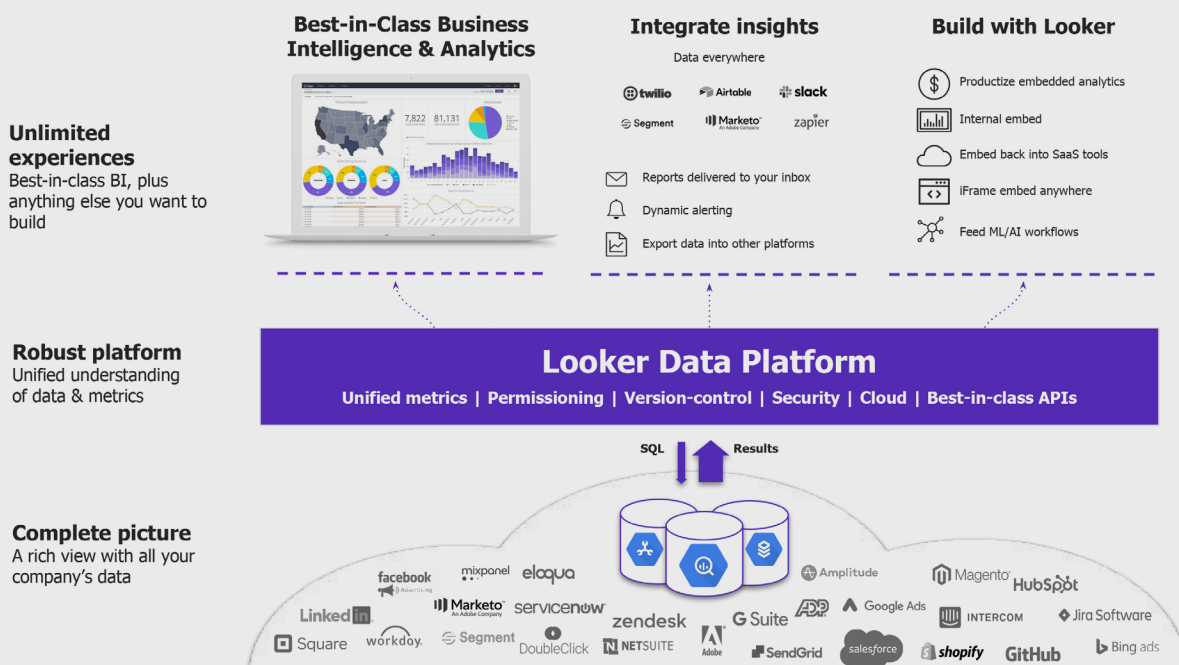 Best-in-Class Business
Intelligence & Analytics
Integrate insights
Build with Looker
Data everywhere
twilio
Airtable
slack
Segment
Marketo
An Adobe Company
zapier
Reports delivered to your inbox
Dynamic alerting
Export data into other platforms
Productize embedded analytics
Internal embed
Embed back into SaaS tools
iFrame embed anywhere
Feed ML/AI workflows
7,822
81,131
Unlimited
experiences
Best-in-class BI, plus
anything else you want to
build
Robust platform
Unified understanding
of data & metrics
Looker Data Platform
Unified metrics | Permissioning | Version-control | Security | Cloud | Best-in-class APIs
SQL
Results
Complete picture
A rich view with all your
company's data
facebook
mixpanel
eloqua
Amplitude
Magento
HubSpot
LinkedIn
Marketo
An Adobe Company
servicenow
zendesk
G Suite
ADP
Google Ads
INTERCOM
Jira Software
Square
workday.
Segment
DoubleClick
NETSUITE
Adobe
SendGrid
salesforce
shopify
GitHub
Bing ads